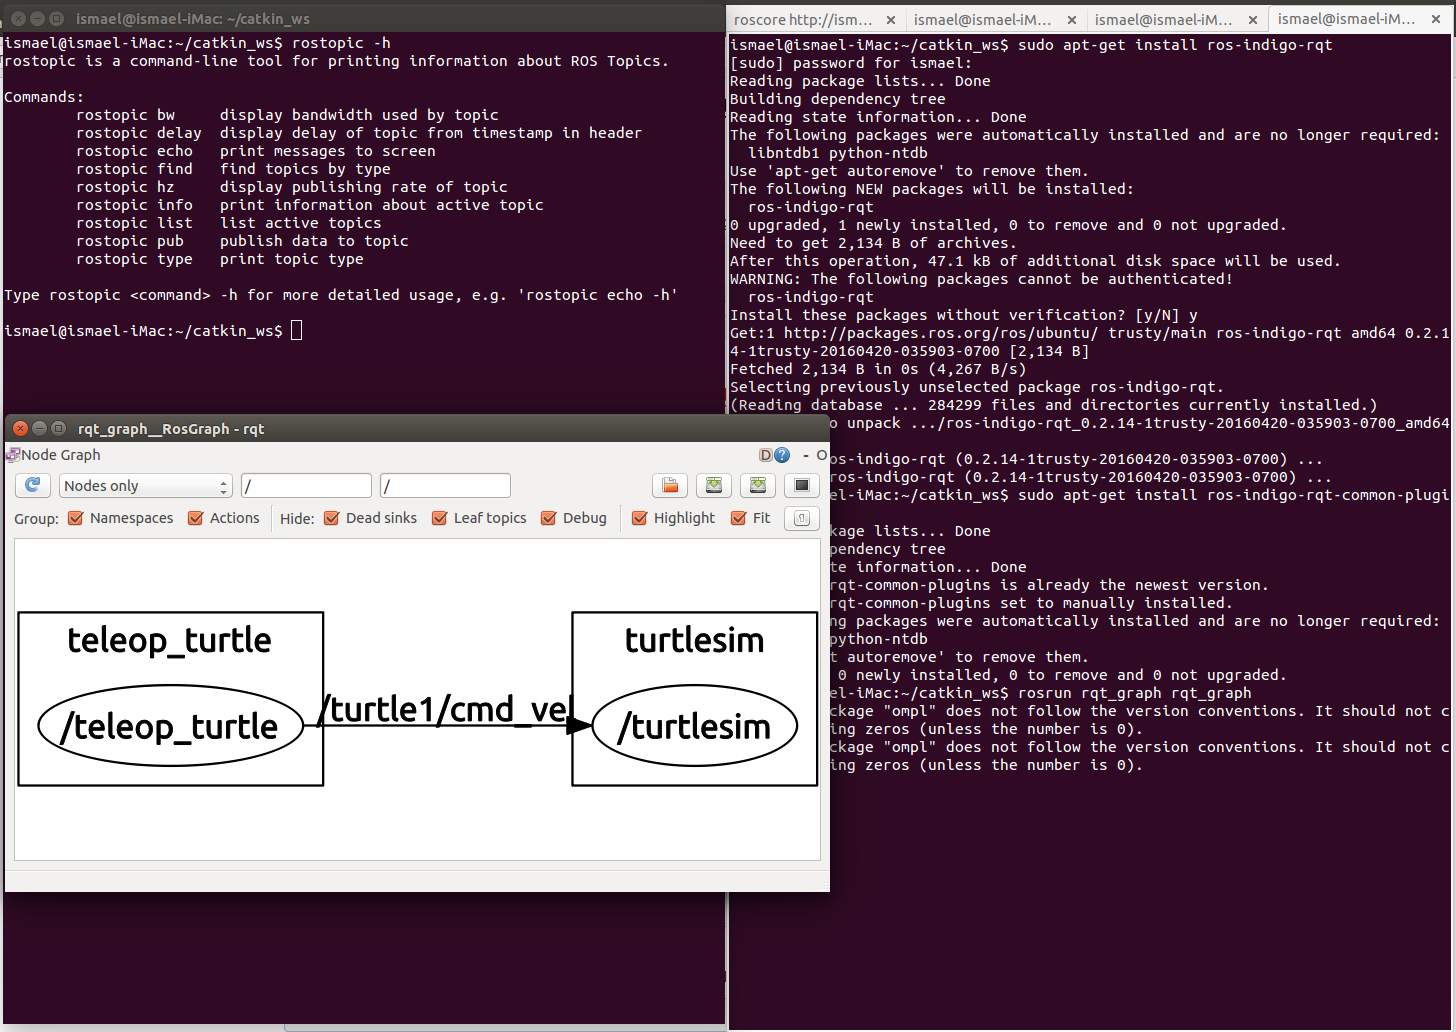 ismael@ismael-iMac: ~/catkin_ws
ismael@ismael-iMac:~/catkin_ws$ rostopic -h
rostopic is a command-line tool for printing information about ROS Topics.
Commands:
rostopic bw display bandwidth used by topic
rostopic delay display delay of topic from timestamp in header
rostopic echo print messages to screen
rostopic find find topics by type
rostopic hz display publishing rate of topic
rostopic info print information about active topic
rostopic list list active topics
rostopic pub publish data to topic
rostopic type print topic type
Type rostopic <command> -h for more detailed usage, e.g. 'rostopic echo -h'
ismael@ismael-iMac:~/catkin_ws$
roscore http://ism... ismael@ismael-iM... ismael@ismael-iM... ismael@ismael-iM...
ismael@ismael-iMac:~/catkin_ws$ sudo apt-get install ros-indigo-rqt
[sudo] password for ismael:
Reading package lists... Done
Building dependency tree
Reading state information... Done
The following packages were automatically installed and are no longer required:
libntdb1 python-ntdb
Use 'apt-get autoremove' to remove them.
The following NEW packages will be installed:
ros-indigo-rqt
0 upgraded, 1 newly installed, 0 to remove and 0 not upgraded.
Need to get 2,134 B of archives.
After this operation, 47.1 kB of additional disk space will be used.
WARNING: The following packages cannot be authenticated!
ros-indigo-rqt
Install these packages without verification? [y/N] y
Get:1 http://packages.ros.org/ros/ubuntu/ trusty/main ros-indigo-rqt amd64 0.2.1
4-1trusty-20160420-035903-0700 [2,134 B]
Fetched 2,134 B in 0s (4,267 B/s)
Selecting previously unselected package ros-indigo-rqt.
(Reading database ... 284299 files and directories currently installed.)
o unpack .../ros-indigo-rqt_0.2.14-1trusty-20160420-035903-0700_amd64
os-indigo-rqt (0.2.14-1trusty-20160420-035903-0700) ...
ros-indigo-rqt (0.2.14-1trusty-20160420-035903-0700) ...
el-iMac:~/catkin_ws$ sudo apt-get install ros-indigo-rqt-common-plugi
kage lists... Done
pendency tree
te information... Done
rqt-common-plugins is already the newest version.
rqt-common-plugins set to manually installed.
ng packages were automatically installed and are no longer required:
python-ntdb
t autoremove' to remove them.
0 newly installed, 0 to remove and 0 not upgraded.
el-iMac:~/catkin_ws$ rosrun rqt_graph rqt_graph
ckage "ompl" does not follow the version conventions. It should not c
ing zeros (unless the number is 0).
ckage "ompl" does not follow the version conventions. It should not c
ing zeros (unless the number is 0).
rqt_graph__RosGraph - rqt
Node Graph D ? - O
Nodes only / /
Group: Namespaces Actions Hide: Dead sinks Leaf topics Debug Highlight Fit
teleop_turtle
turtlesim
/teleop_turtle
/turtle1/cmd_vel
/turtlesim